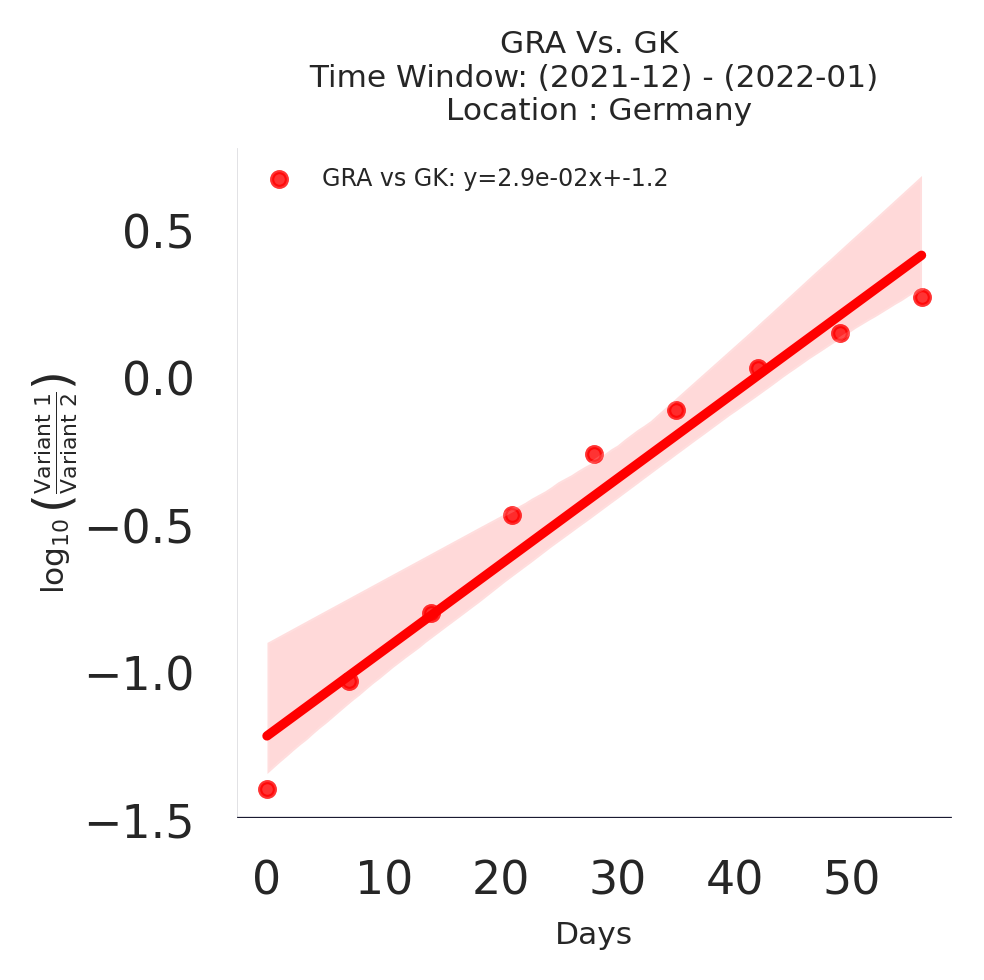 GRA Vs. GK
Time Window: (2021-12) - (2022-01)
Location : Germany
GRA vs GK: y=2.9e-02x+-1.2
0.5
0.0
−0.5
−1.0
−1.5
log10 (Variant 1 / Variant 2)
0 10 20 30 40 50
Days